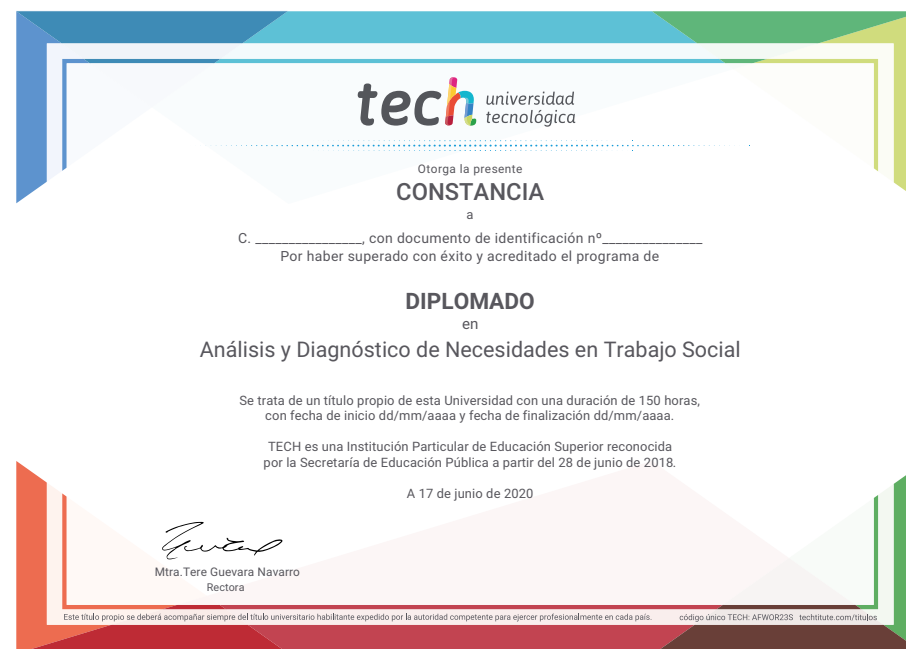 tech universidad
tecnológica
Otorga la presente
CONSTANCIA
a
C. ________________, con documento de identificación nº_______________
Por haber superado con éxito y acreditado el programa de
DIPLOMADO
en
Análisis y Diagnóstico de Necesidades en Trabajo Social
Se trata de un título propio de esta Universidad con una duración de 150 horas,
con fecha de inicio dd/mm/aaaa y fecha de finalización dd/mm/aaaa.
TECH es una Institución Particular de Educación Superior reconocida
por la Secretaría de Educación Pública a partir del 28 de junio de 2018.
A 17 de junio de 2020
Mtra.Tere Guevara Navarro
Rectora
Este título propio se deberá acompañar siempre del título universitario habilitante expedido por la autoridad competente para ejercer profesionalmente en cada país. código único TECH: AFWOR23S techtitute.com/titulos